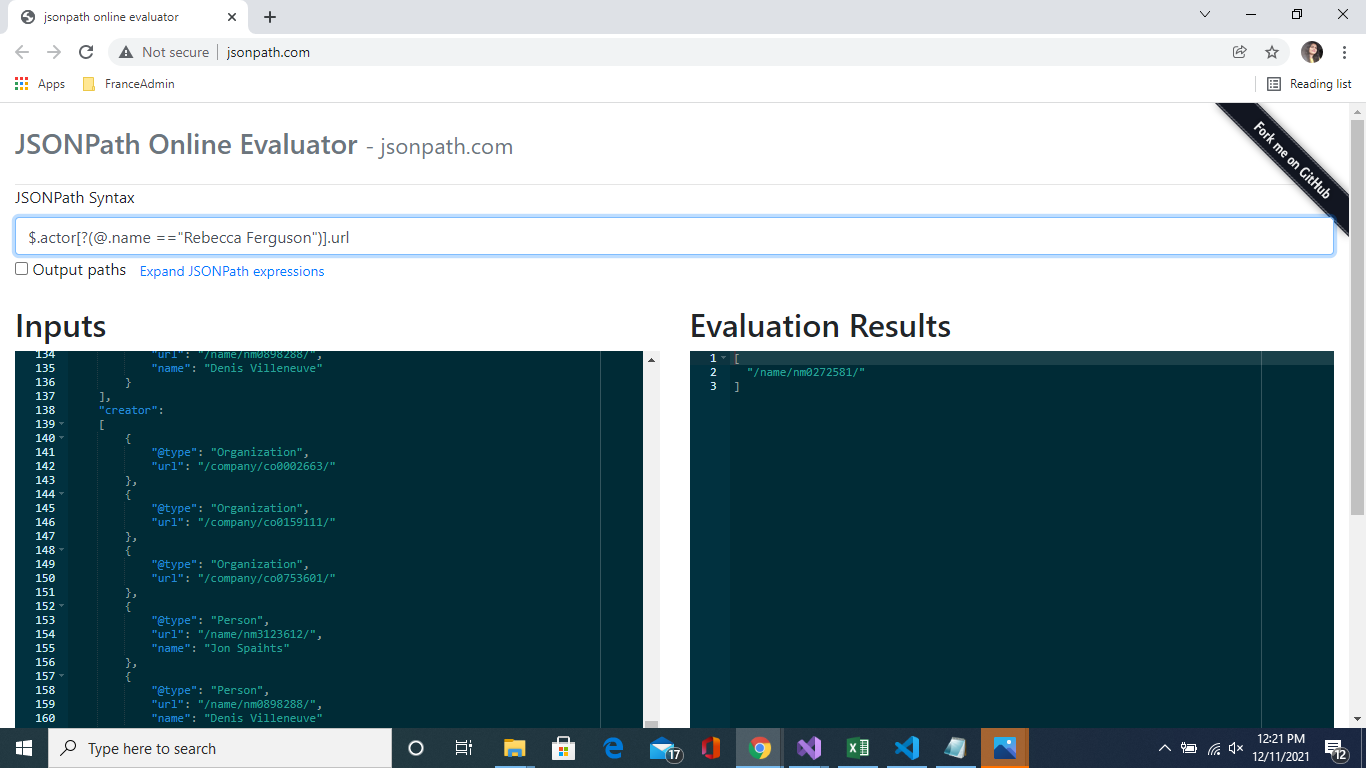 jsonpath online evaluator
Not secure
jsonpath.com
Apps
FranceAdmin
Reading list
JSONPath Online Evaluator - jsonpath.com
Fork me on GitHub
JSONPath Syntax
$.actor[?(@.name =="Rebecca Ferguson")].url
Output paths
Expand JSONPath expressions
Inputs
134 "url": "/name/nm0898288/",
135 "name": "Denis Villeneuve"
136 }
137 ],
138 "creator":
139 [
140 {
141 "@type": "Organization",
142 "url": "/company/co0002663/"
143 },
144 {
145 "@type": "Organization",
146 "url": "/company/co0159111/"
147 },
148 {
149 "@type": "Organization",
150 "url": "/company/co0753601/"
151 },
152 {
153 "@type": "Person",
154 "url": "/name/nm3123612/",
155 "name": "Jon Spaihts"
156 },
157 {
158 "@type": "Person",
159 "url": "/name/nm0898288/",
160 "name": "Denis Villeneuve"
Evaluation Results
1 [
2 "/name/nm0272581/"
3 ]
Type here to search
17
12:21 PM
12/11/2021
12